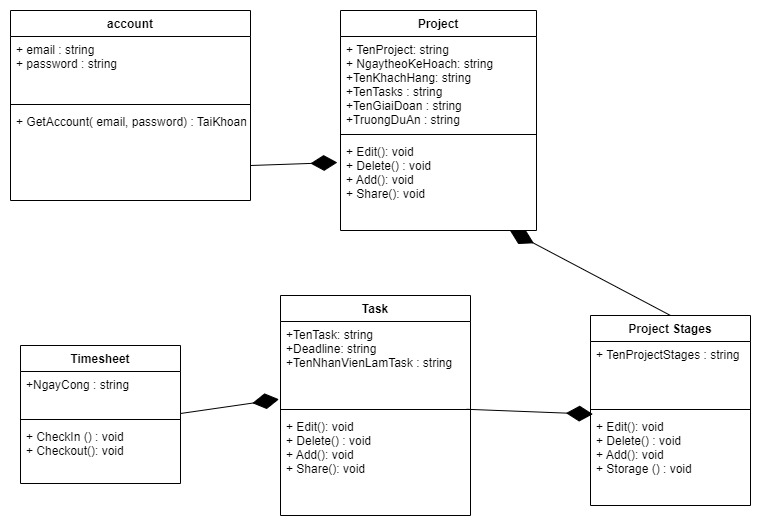 account
+ email : string
+ password : string
+ GetAccount( email, password) : TaiKhoan
Project
+ TenProject: string
+ NgaytheoKeHoach: string
+TenKhachHang: string
+TenTasks : string
+TenGiaiDoan : string
+TruongDuAn : string
+ Edit(): void
+ Delete() : void
+ Add(): void
+ Share(): void
Timesheet
+NgayCong : string
+ CheckIn () : void
+ Checkout(): void
Task
+TenTask: string
+Deadline: string
+TenNhanVienLamTask : string
+ Edit(): void
+ Delete() : void
+ Add(): void
+ Share(): void
Project Stages
+ TenProjectStages : string
+ Edit(): void
+ Delete() : void
+ Add(): void
+ Storage () : void